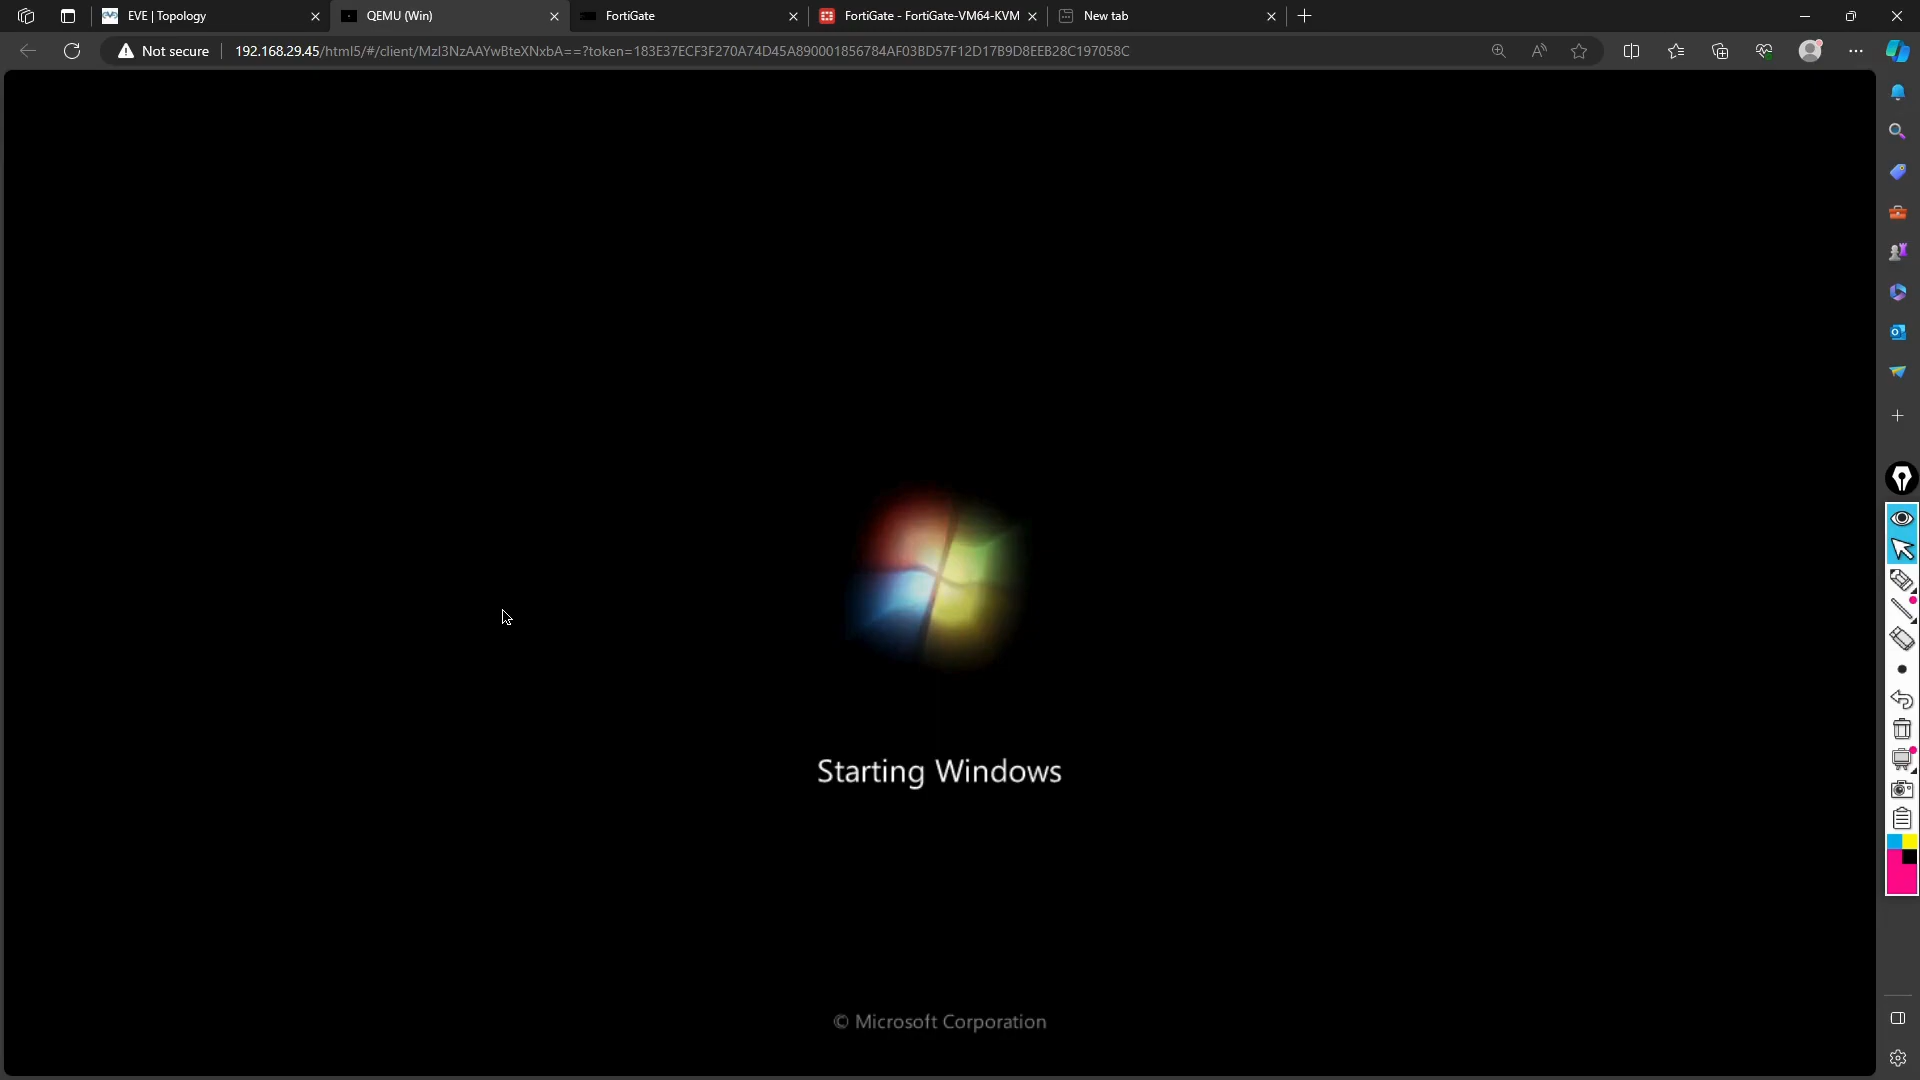 EVE | Topology
QEMU (Win)
FortiGate
FortiGate - FortiGate-VM64-KVM
New tab
Not secure
192.168.29.45/html5/#/client/MzI3NzAAYwBteXNxbA==?token=183E37ECF3F270A74D45A890001856784AF03BD57F12D17B9D8EEB28C197058C
Starting Windows
© Microsoft Corporation